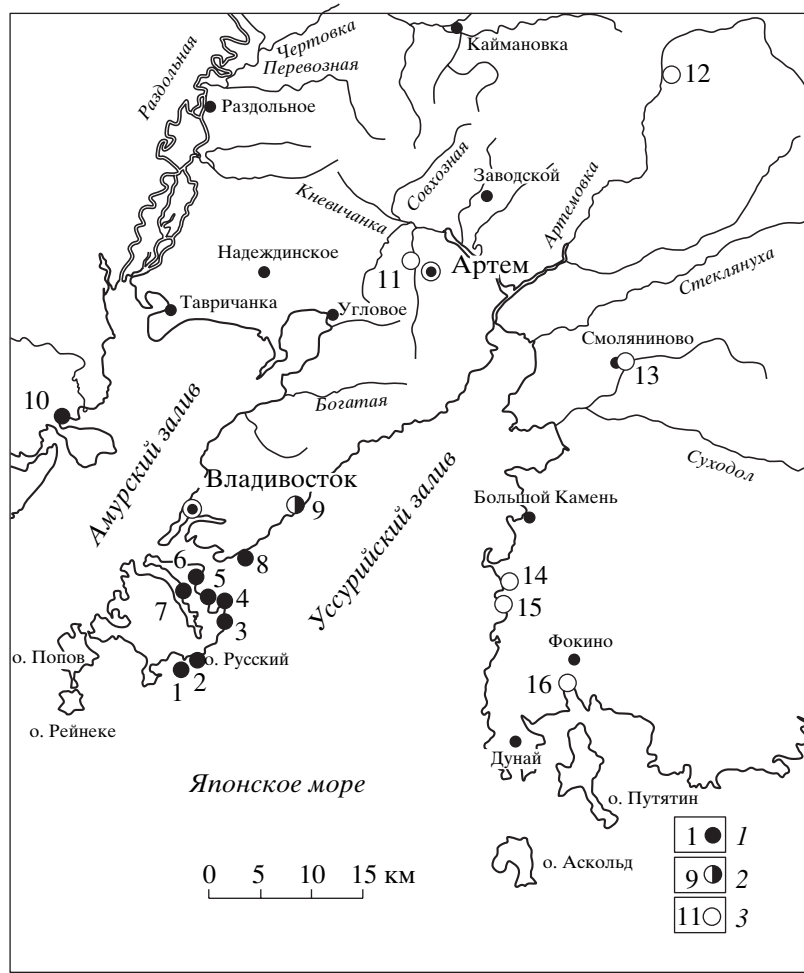 Чертовка
Каймановка
Перевозная
Раздольная
12
Раздольное
Совхозная
Заводской
Артемовка
Кневичанка
Надеждинское
11
Артем
Стеклянуха
Тавричанка
Угловое
Смоляниново
13
10
Богатая
Амурский залив
Суходол
Владивосток
9
Большой Камень
Уссурийский залив
8
6
5
14
7
4
15
3
Фокино
о. Попов
о. Русский
1
2
16
о. Рейнеке
Дунай
Японское море
о. Путятин
1
1
о. Аскольд
9
2
0 5 10 15 км
11
3